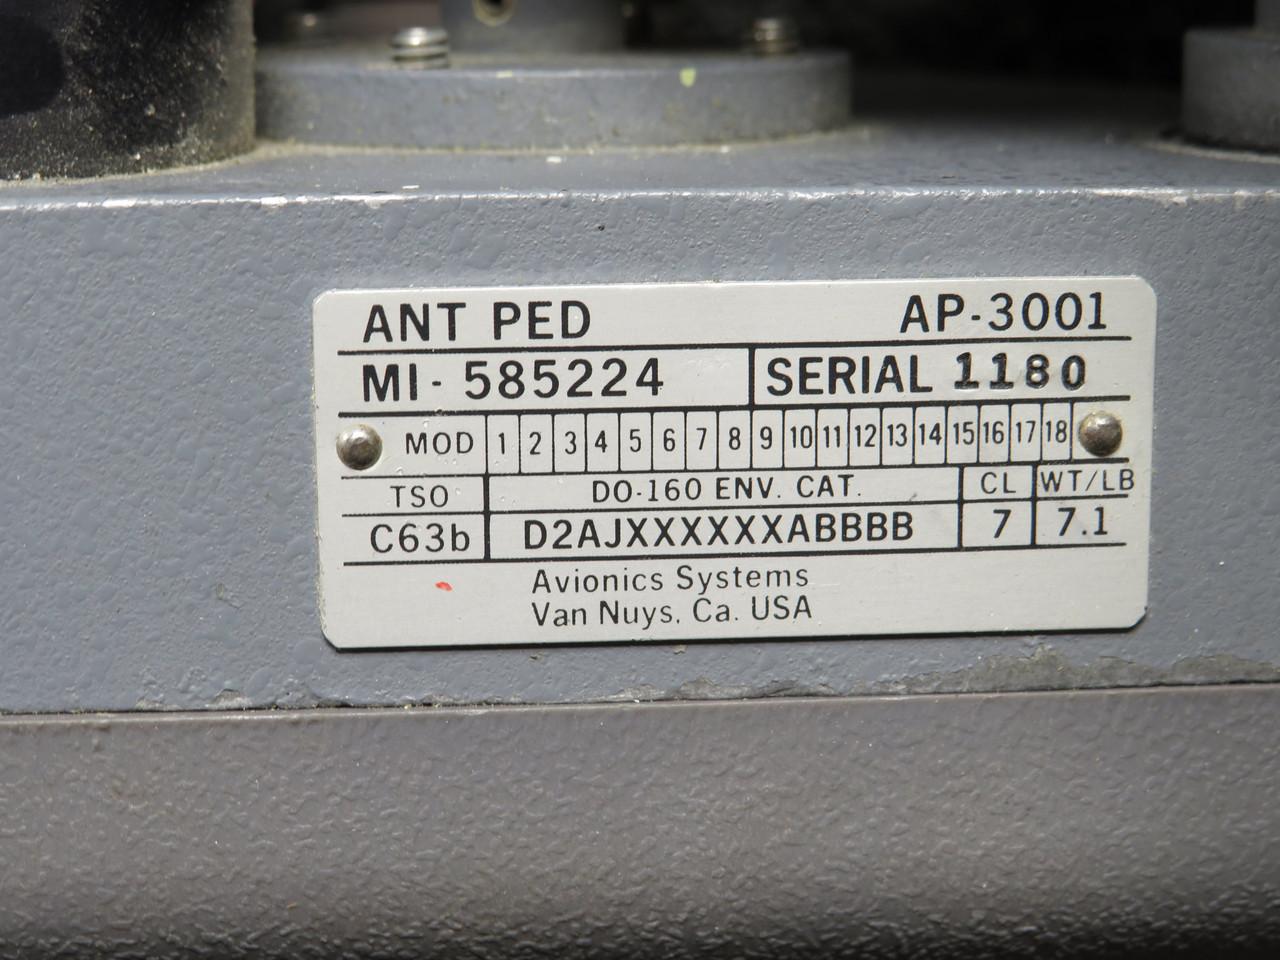 ANT PED AP-3001
MI-585224 SERIAL 1180
MOD 1 2 3 4 5 6 7 8 9 10 11 12 13 14 15 16 17 18
TSO DO-160 ENV. CAT. CL WT/LB
C63b D2AJXXXXXXABBBB 7 7.1
Avionics Systems
Van Nuys. Ca. USA